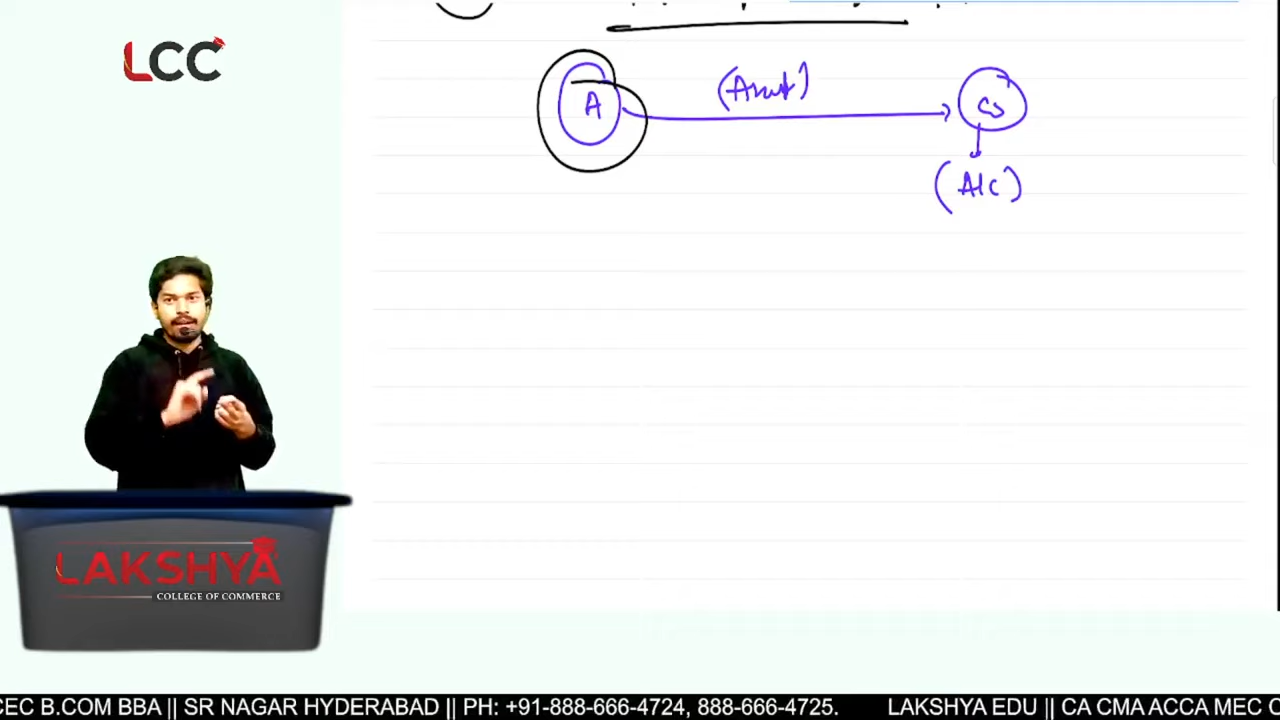 LCC
A
(Amt)
Co
(A/c)
LAKSHYA
COLLEGE OF COMMERCE
CEC B.COM BBA || SR NAGAR HYDERABAD || PH: +91-888-666-4724, 888-666-4725. LAKSHYA EDU || CA CMA ACCA MEC C